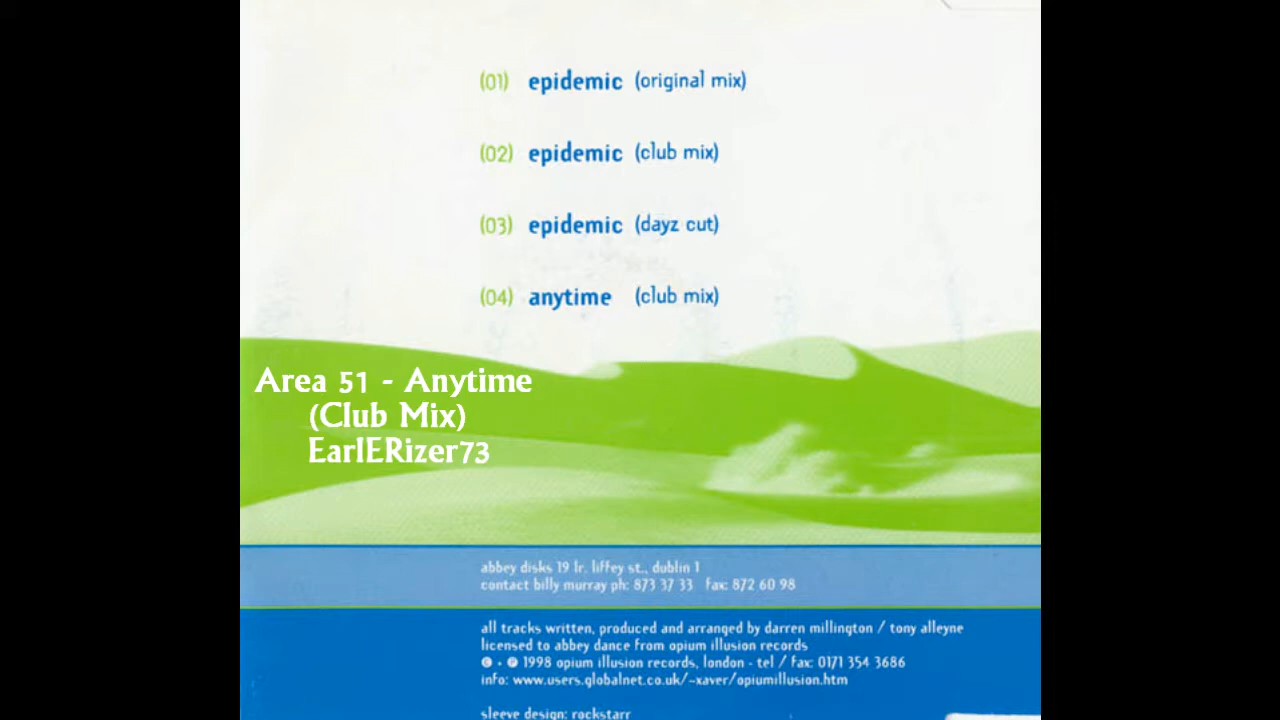 (01) epidemic (original mix)
(02) epidemic (club mix)
(03) epidemic (dayz cut)
(04) anytime (club mix)
Area 51 - Anytime
(Club Mix)
EarlERizer73
abbey disks 19 lr. liffey st., dublin 1
contact billy murray ph: 873 37 33 fax: 872 60 98
all tracks written, produced and arranged by darren millington / tony alleyne
licensed to abbey dance from opium illusion records
© + ℗ 1998 opium illusion records, london - tel / fax: 0171 354 3686
info: www.users.globalnet.co.uk/~xaver/opiumillusion.htm
sleeve design: rockstarr